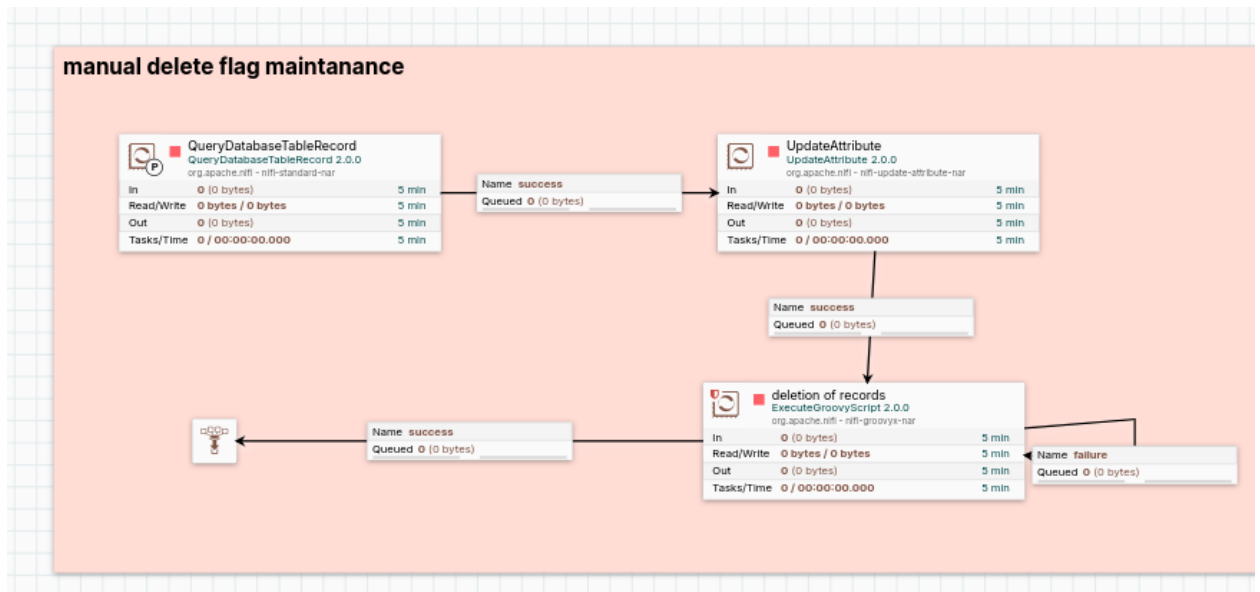 manual delete flag maintanance
QueryDatabaseTableRecord
QueryDatabaseTableRecord 2.0.0
org.apache.nifi - nifi-standard-nar
P
In 0 (0 bytes) 5 min
Read/Write 0 bytes / 0 bytes 5 min
Out 0 (0 bytes) 5 min
Tasks/Time 0 / 00:00:00.000 5 min
Name success
Queued 0 (0 bytes)
UpdateAttribute
UpdateAttribute 2.0.0
org.apache.nifi - nifi-update-attribute-nar
In 0 (0 bytes) 5 min
Read/Write 0 bytes / 0 bytes 5 min
Out 0 (0 bytes) 5 min
Tasks/Time 0 / 00:00:00.000 5 min
Name success
Queued 0 (0 bytes)
deletion of records
ExecuteGroovyScript 2.0.0
org.apache.nifi - nifi-groovyx-nar
In 0 (0 bytes) 5 min
Read/Write 0 bytes / 0 bytes 5 min
Out 0 (0 bytes) 5 min
Tasks/Time 0 / 00:00:00.000 5 min
Name failure
Queued 0 (0 bytes)
Name success
Queued 0 (0 bytes)